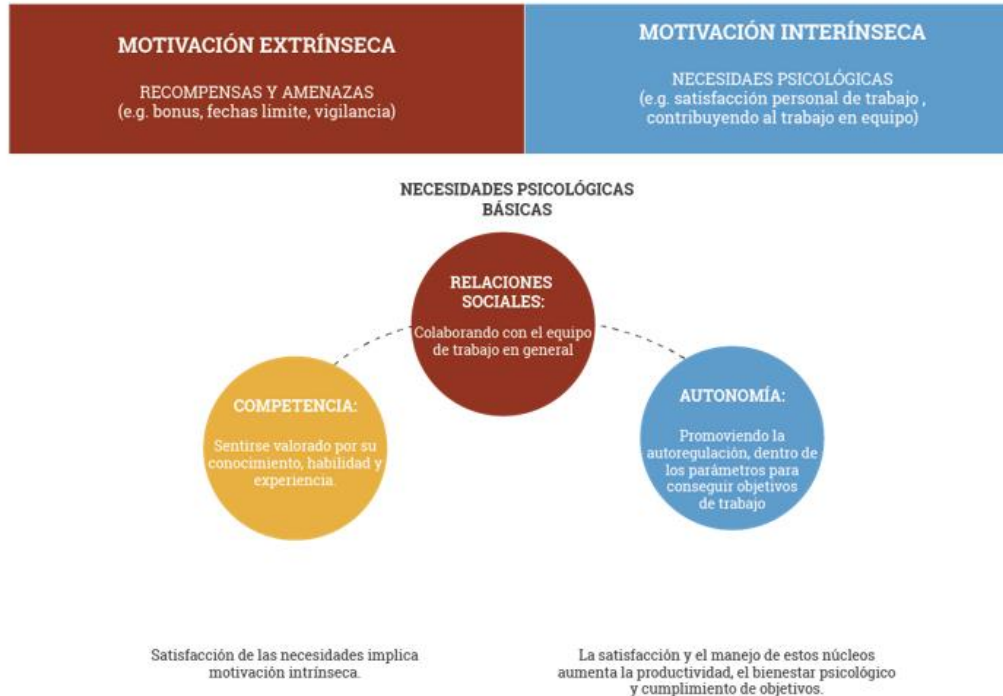 MOTIVACIÓN EXTRÍNSECA
RECOMPENSAS Y AMENAZAS
(e.g. bonus, fechas limite, vigilancia)
MOTIVACIÓN INTERÍNSECA
NECESIDAES PSICOLÓGICAS
(e.g. satisfacción personal de trabajo ,
contribuyendo al trabajo en equipo)
NECESIDADES PSICOLÓGICAS
BÁSICAS
RELACIONES
SOCIALES:
Colaborando con el equipo
de trabajo en general
COMPETENCIA:
Sentirse valorado por su
conocimiento, habilidad y
experiencia.
AUTONOMÍA:
Promoviendo la
autoregulación, dentro de
los parámetros para
conseguir objetivos
de trabajo
Satisfacción de las necesidades implica
motivación intrínseca.
La satisfacción y el manejo de estos núcleos
aumenta la productividad, el bienestar psicológico
y cumplimiento de objetivos.